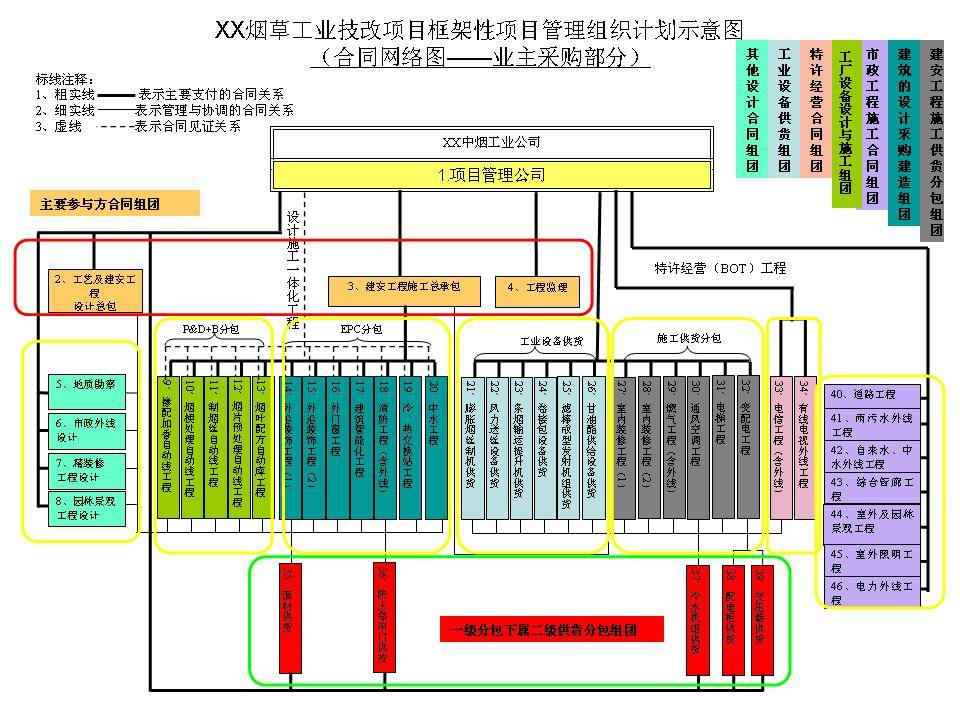 XX烟草工业技改项目框架性项目管理组织计划示意图
（合同网络图——业主采购部分）
标线注释：
1、粗实线 表示主要支付的合同关系
2、细实线 表示管理与协调的合同关系
3、虚线 表示合同见证关系
其他设计合同组团
工业设备供货组团
特许经营合同组团
工厂设备设计与施工组团
市政工程施工合同组团
建筑的设计采购建造组团
建安工程施工供货分包组团
XX中烟工业公司
1.项目管理公司
主要参与方合同组团
设计施工一体化工程
特许经营（BOT）工程
2、工艺及建安工
程
设计总包
3、建安工程施工总承包
4、工程监理
P&D+B分包
EPC分包
工业设备供货
施工供货分包
5、地质勘察
6、市政外线
设计
7、精装修
工程设计
8、园林景观
工程设计
9、掺配加香自动线工程
10、烟梗处理自动线工程
11、制烟丝自动线工程
12、烟片预处理自动线工程
13、烟叶配方自动库工程
14、外沿装饰工程（1）
15、外沿装饰工程（2）
16、外门窗工程
17、建筑智能化工程
18、消防工程（含外线）
19、冷、热交换站工程
20、中水工程
21、膨胀烟丝制机供货
22、风力送丝设备供货
23、条烟输运提升机供货
24、卷接包设备供货
25、滤棒成型发射机组供货
26、甘油酯供给设备供货
27、室内装修工程（1）
28、室内装修工程（2）
29、燃气工程（含外线）
30、通风空调工程
31、电梯工程
32、变配电工程
33、电信工程（含外线）
34、有线电视外线工程
40、道路工程
41、雨污水外线
工程
42、自来水、中
水外线工程
43、综合管廊工
程
44、室外及园林
景观工程
45、室外照明工
程
46、电力外线工
程
35、面材供货
36、防火卷帘门供货
37、冷水机组供货
38、配电柜供货
39、变压器供货
一级分包下属二级供货分包组团